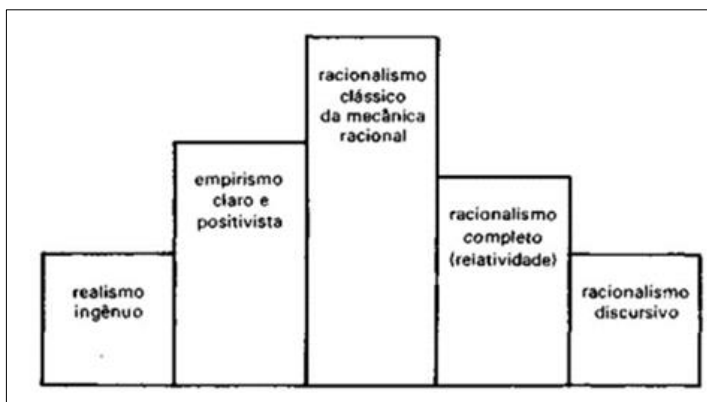 realismo
ingênuo
empirismo
claro e
positivista
racionalismo
clássico
da mecânica
racional
racionalismo
completo
(relatividade)
racionalismo
discursivo